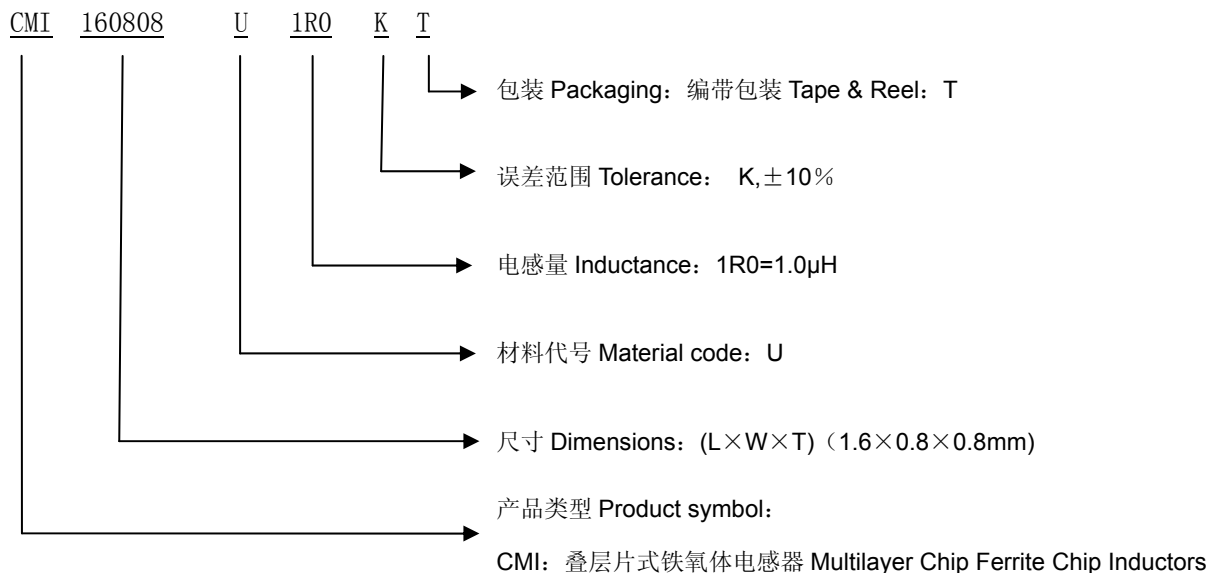 CMI 160808 U 1R0 K T
包装 Packaging：编带包装 Tape & Reel：T
误差范围 Tolerance： K,±10％
电感量 Inductance：1R0=1.0μH
材料代号 Material code：U
尺寸 Dimensions：(L×W×T)（1.6×0.8×0.8mm)
产品类型 Product symbol：
CMI：叠层片式铁氧体电感器 Multilayer Chip Ferrite Chip Inductors